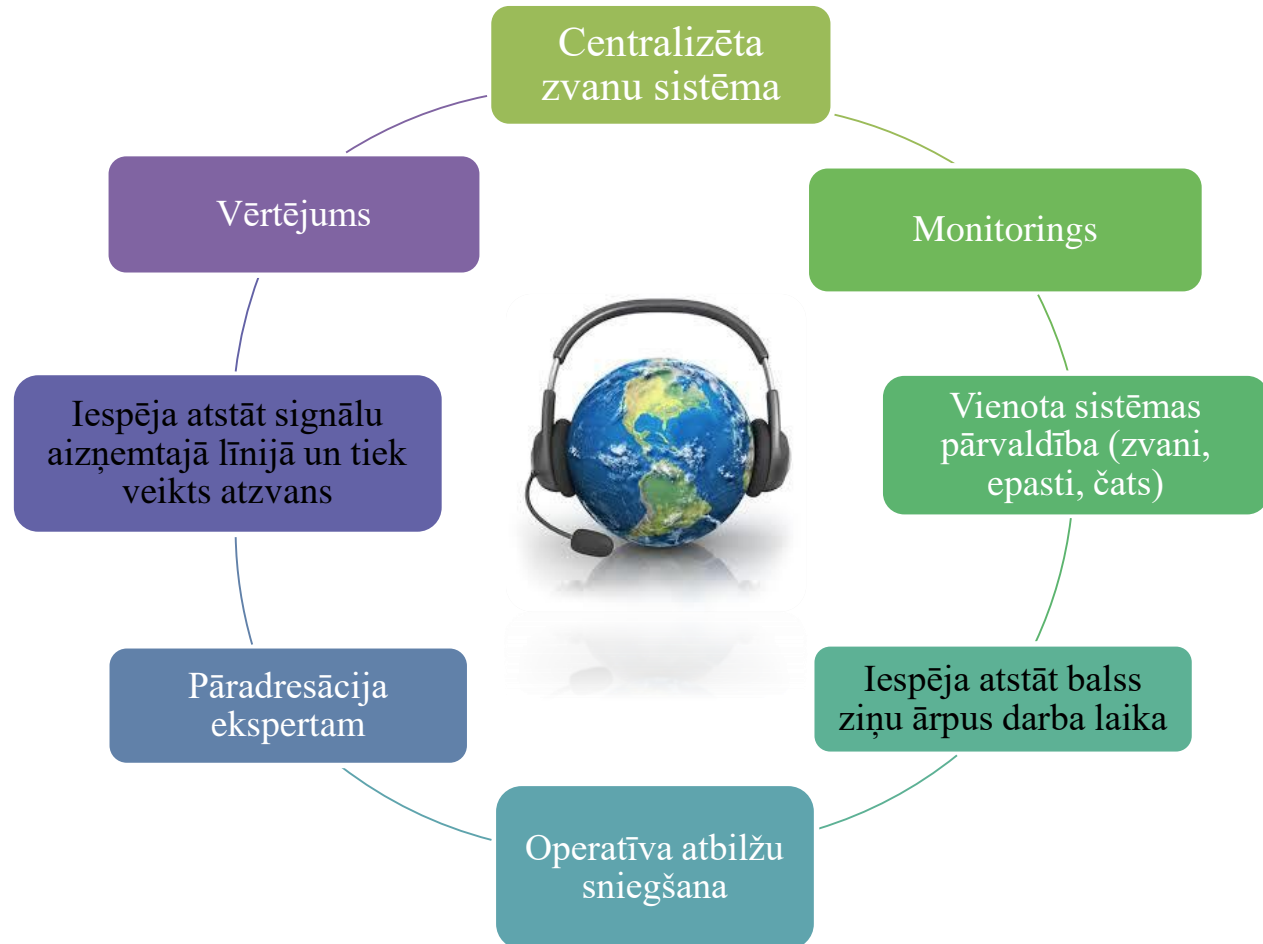 Centralizēta
zvanu sistēma
Monitorings
Vienota sistēmas
pārvaldība (zvani,
epasti, čats)
Iespēja atstāt balss
ziņu ārpus darba laika
Operatīva atbilžu
sniegšana
Pāradresācija
ekspertam
Iespēja atstāt signālu
aizņemtajā līnijā un tiek
veikts atzvans
Vērtējums